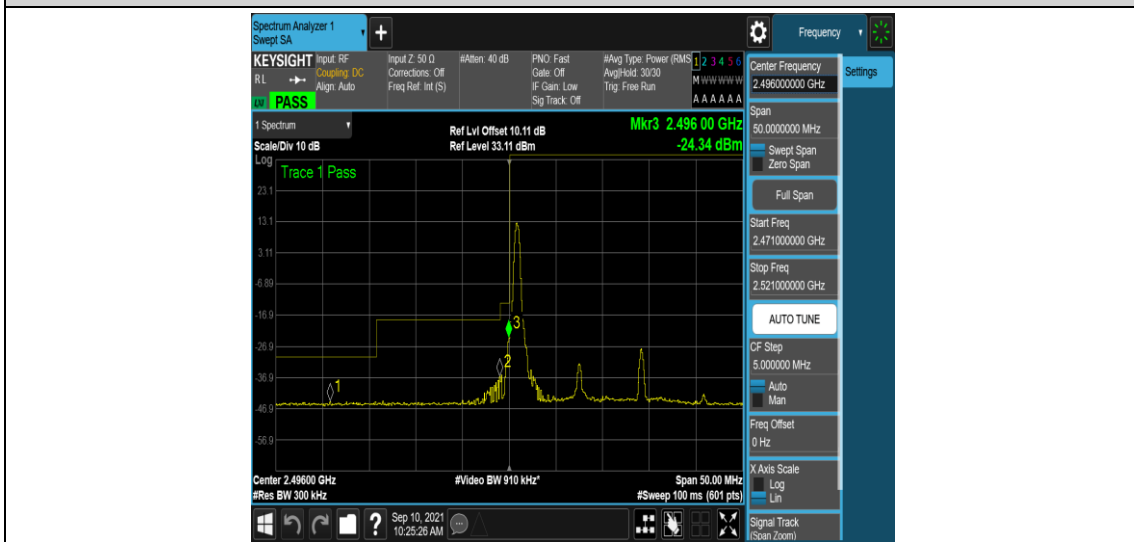 Spectrum Analyzer 1
Swept SA
+
Frequency
KEYSIGHT
RL
PASS
Input: RF
Coupling: DC
Align: Auto
Input Z: 50 Ω
Corrections: Off
Freq Ref: Int (S)
#Atten: 40 dB
PNO: Fast
Gate: Off
IF Gain: Low
Sig Track: Off
#Avg Type: Power (RMS
Avg|Hold: 30/30
Trig: Free Run
1 2 3 4 5 6
M W W W W W
A A A A A A
1 Spectrum
Scale/Div 10 dB
Ref Lvl Offset 10.11 dB
Ref Level 33.11 dBm
Mkr3 2.496 00 GHz
-24.34 dBm
Log
Trace 1 Pass
23.1
13.1
3.11
-6.89
-16.9
-26.9
-36.9
-46.9
-56.9
1
2
3
Center 2.49600 GHz
#Res BW 300 kHz
#Video BW 910 kHz*
Span 50.00 MHz
#Sweep 100 ms (601 pts)
?
Sep 10, 2021
10:25:26 AM
Center Frequency
2.496000000 GHz
Settings
Span
50.0000000 MHz
Swept Span
Zero Span
Full Span
Start Freq
2.471000000 GHz
Stop Freq
2.521000000 GHz
AUTO TUNE
CF Step
5.000000 MHz
Auto
Man
Freq Offset
0 Hz
X Axis Scale
Log
Lin
Signal Track
(Span Zoom)